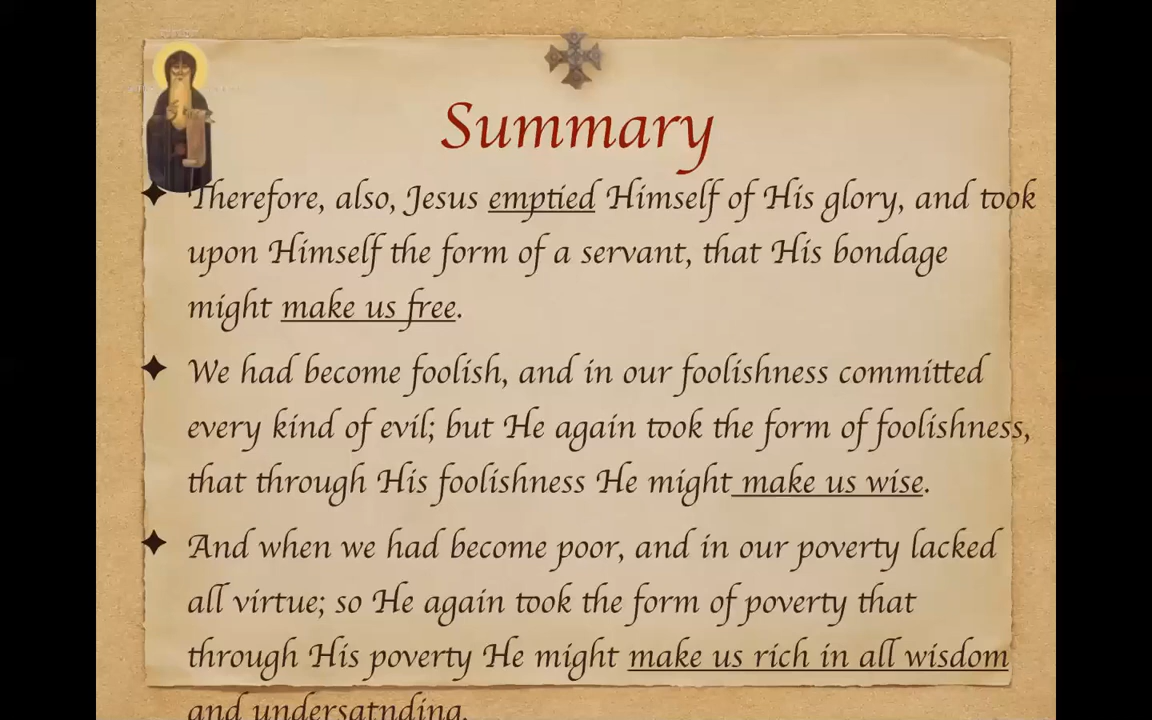 Summary
Therefore, also, Jesus emptied Himself of His glory, and took
upon Himself the form of a servant, that His bondage
might make us free.
We had become foolish, and in our foolishness committed
every kind of evil; but He again took the form of foolishness,
that through His foolishness He might make us wise.
And when we had become poor, and in our poverty lacked
all virtue; so He again took the form of poverty that
through His poverty He might make us rich in all wisdom
and undersatnding.